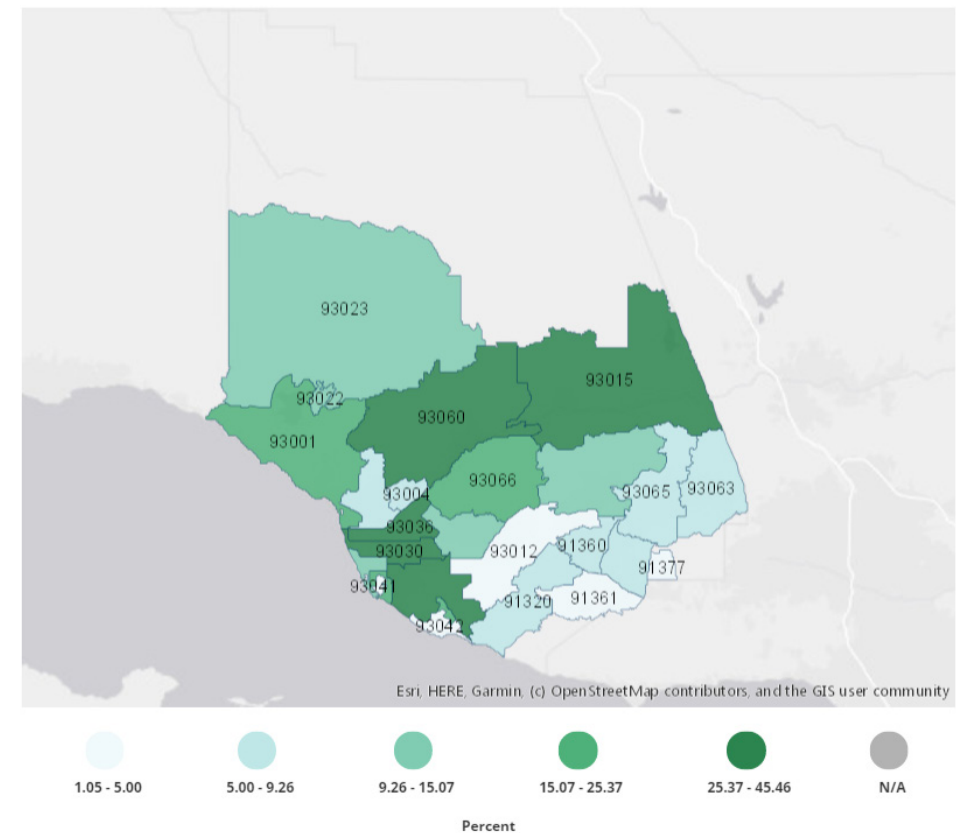 93023
93015
93022
93060
93001
93066
93004
93065
93063
93036
93030
93012
91360
91377
93041
91320
91361
93042
Esri, HERE, Garmin, (c) OpenStreetMap contributors, and the GIS user community
1.05 - 5.00
5.00 - 9.26
9.26 - 15.07
15.07 - 25.37
25.37 - 45.46
N/A
Percent